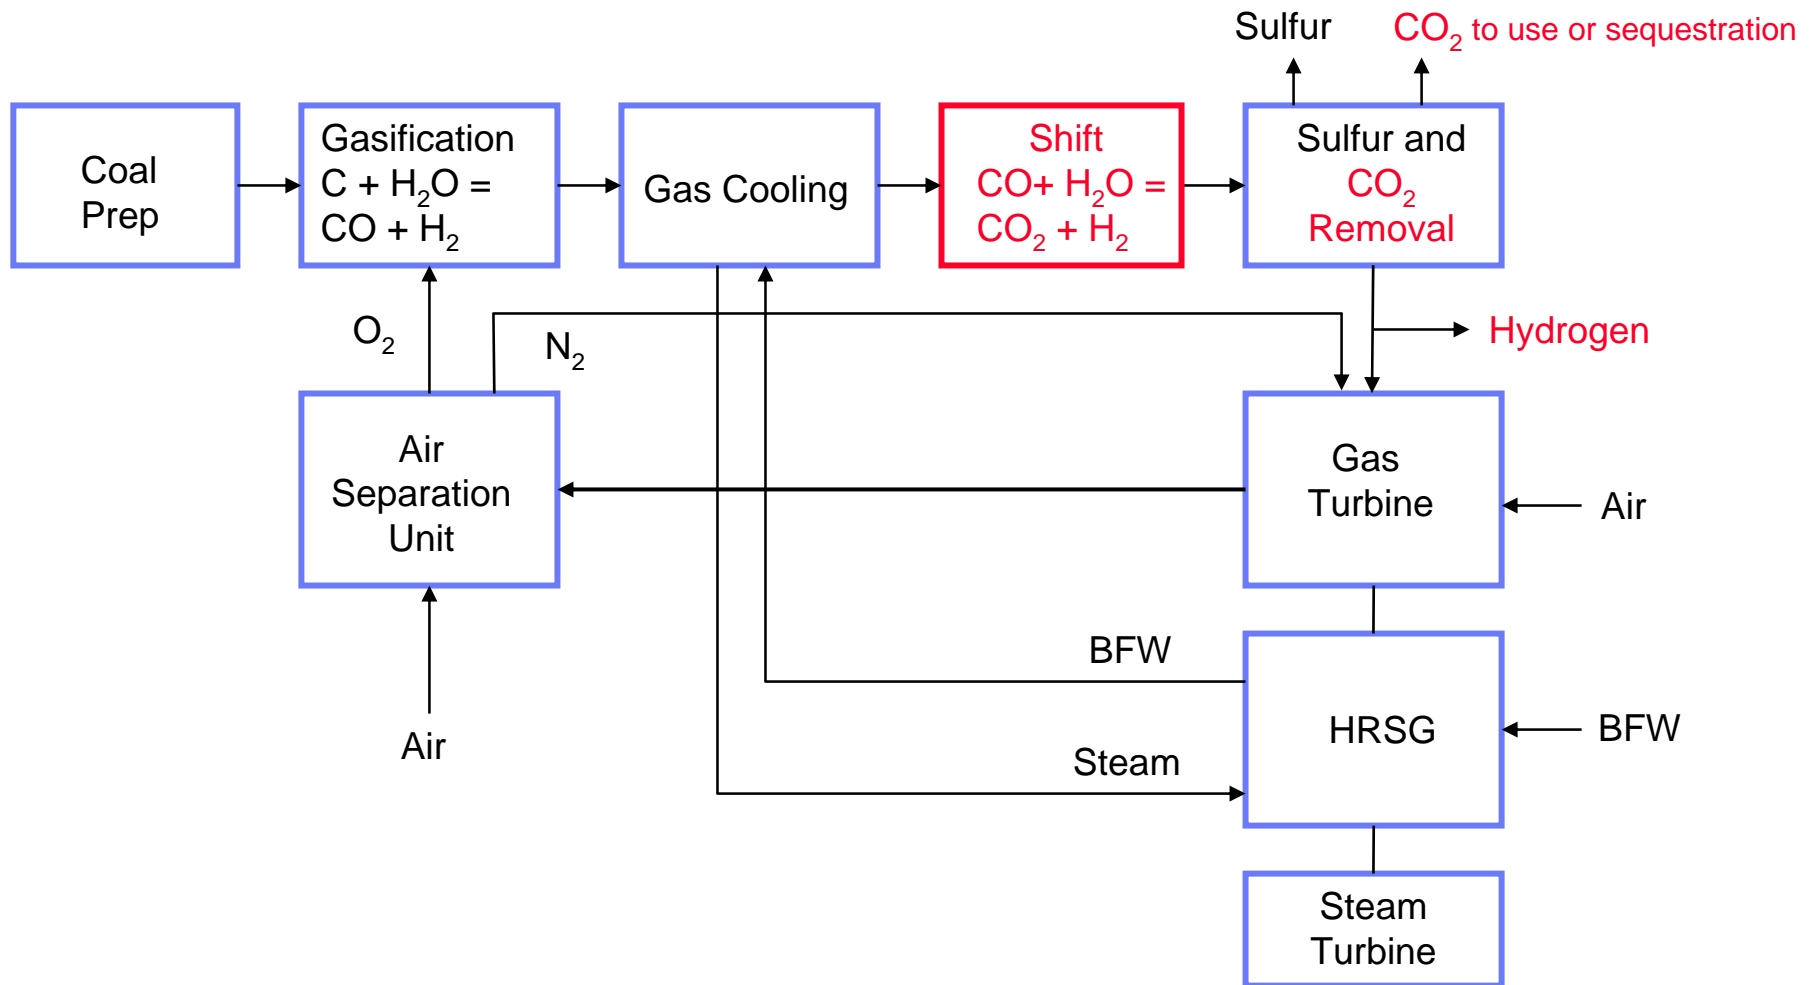 Sulfur
CO₂ to use or sequestration
Coal
Prep
Gasification
C + H₂O =
CO + H₂
Gas Cooling
Shift
CO+ H₂O =
CO₂ + H₂
Sulfur and
CO₂
Removal
O₂
N₂
Hydrogen
Air
Separation
Unit
Gas
Turbine
Air
Air
BFW
HRSG
BFW
Steam
Steam
Turbine